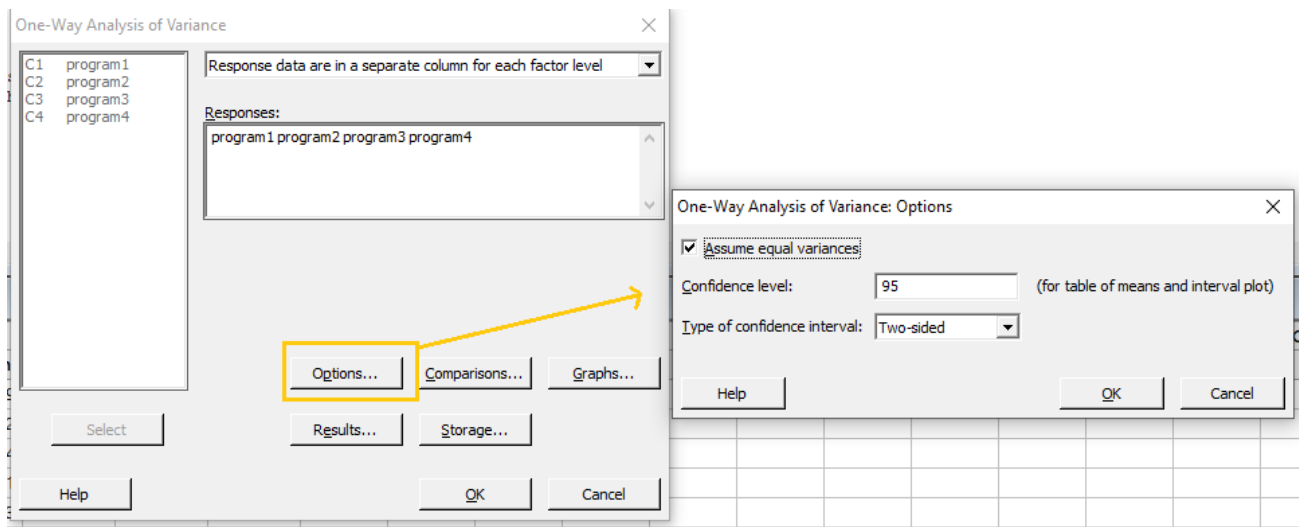 One-Way Analysis of Variance
C1 program1
C2 program2
C3 program3
C4 program4
Response data are in a separate column for each factor level
Responses:
program1 program2 program3 program4
Options...
Comparisons...
Graphs...
Select
Results...
Storage...
Help
OK
Cancel
One-Way Analysis of Variance: Options
Assume equal variances
Confidence level: 95 (for table of means and interval plot)
Type of confidence interval: Two-sided
Help
OK
Cancel